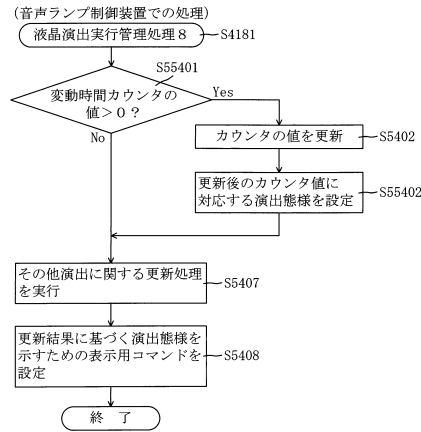 (音声ランプ制御装置での処理)
液晶演出実行管理処理8
S4181
S55401
変動時間カウンタの
値>0?
Yes
No
カウンタの値を更新
S5402
更新後のカウンタ値に
対応する演出態様を設定
S55402
その他演出に関する更新処理
を実行
S5407
更新結果に基づく演出態様を
示すための表示用コマンドを
設定
S5408
終 了